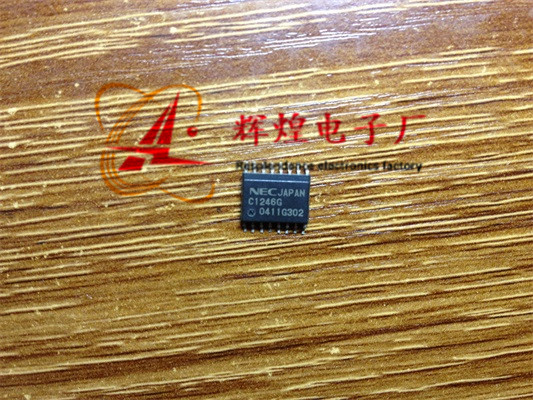 辉煌电子厂
Resplendence electronics factory
NEC JAPAN
C1246G
0411G302